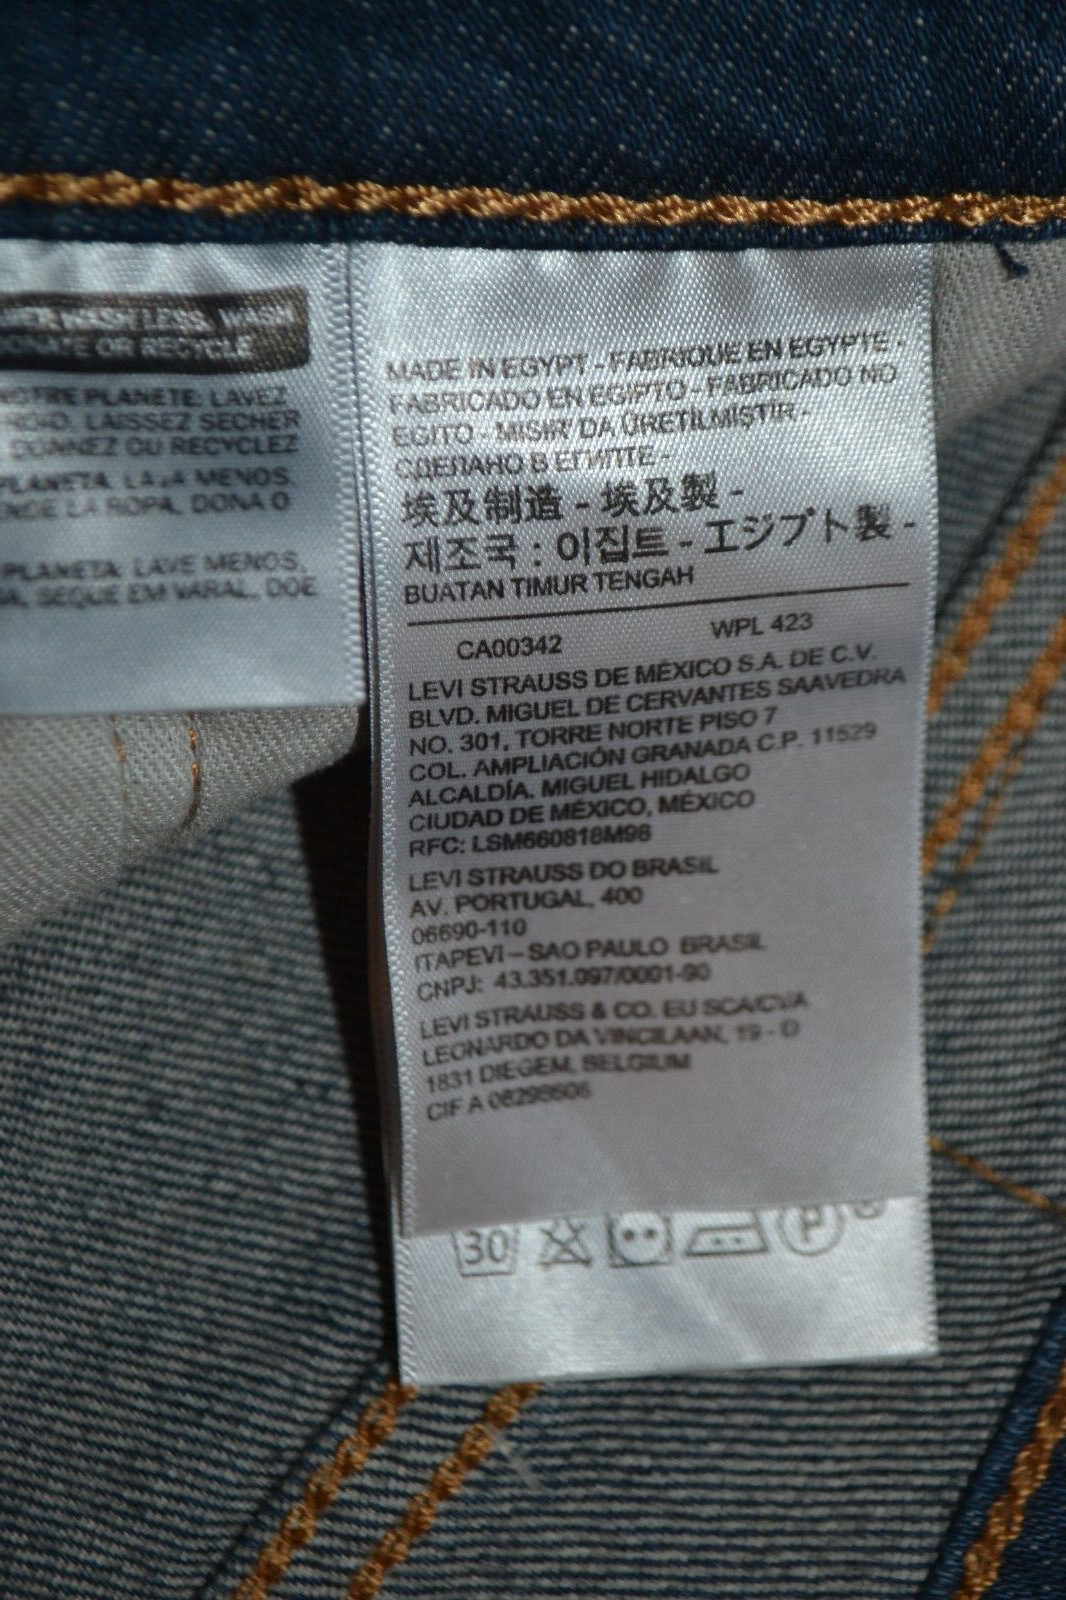 WASH LESS, WASH
DONATE OR RECYCLE
NOTRE PLANETE: LAVEZ
LAISSEZ SECHER
DONNEZ OU RECYCLEZ
PLANETA. LAVA MENOS
LA ROPA, DONA O
PLANETA LAVE MENOS,
SEQUE EM VARAL, DOE
MADE IN EGYPT - FABRIQUE EN EGYPTE -
FABRICADO EN EGIPTO - FABRICADO NO
EGITO - MISIR' DA ÜRETILMISTIR -
СДЕЛАНО В ЕГИПТЕ -
埃及制造 - 埃及製 -
제조국 : 이집트 - エジプト製 -
BUATAN TIMUR TENGAH
CA00342 WPL 423
LEVI STRAUSS DE MÉXICO S.A. DE C.V.
BLVD. MIGUEL DE CERVANTES SAAVEDRA
NO. 301, TORRE NORTE PISO 7
COL. AMPLIACIÓN GRANADA C.P. 11529
ALCALDÍA. MIGUEL HIDALGO
CIUDAD DE MÉXICO, MÉXICO
RFC: LSM660818M98
LEVI STRAUSS DO BRASIL
AV. PORTUGAL, 400
06690-110
ITAPEVI – SAO PAULO BRASIL
CNPJ: 43.351.097/0001-90
LEVI STRAUSS & CO. EU SCA/CVA
LEONARDO DA VINCILAAN, 19 - D
1831 DIEGEM, BELGIUM
CIF A 08298606
30 P ®